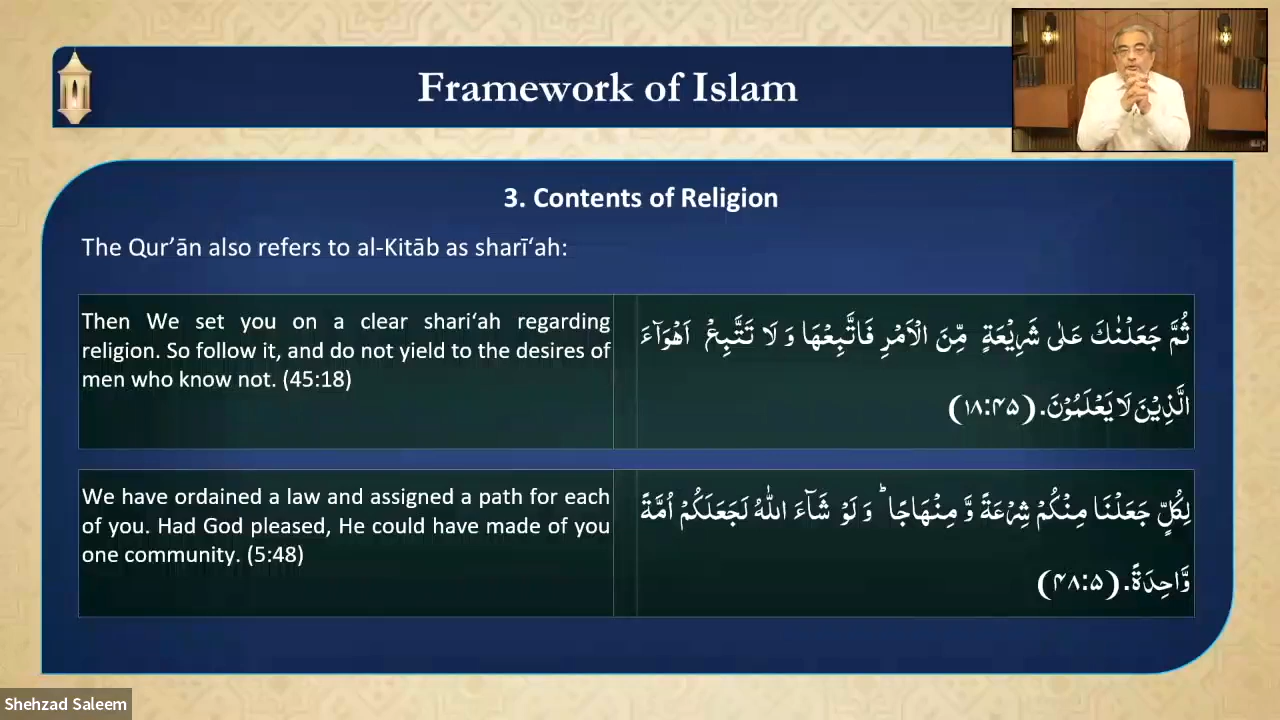 Framework of Islam
3. Contents of Religion
The Qur’ān also refers to al-Kitāb as sharī‘ah:
Then We set you on a clear shari‘ah regarding
religion. So follow it, and do not yield to the desires of
men who know not. (45:18)
ثُمَّ جَعَلْنٰكَ عَلٰی شَرِیْعَةٍ مِّنَ الْاَمْرِ فَاتَّبِعْهَا وَ لَا تَتَّبِعْ اَهْوَآءَ
الَّذِیْنَ لَا یَعْلَمُوْنَ. (۴۵:۱۸)
We have ordained a law and assigned a path for each
of you. Had God pleased, He could have made of you
one community. (5:48)
لِكُلٍّ جَعَلْنَا مِنْكُمْ شِرْعَةً وَّ مِنْهَاجًا ؕ وَ لَوْ شَآءَ اللّٰهُ لَجَعَلَكُمْ اُمَّةً
وَّاحِدَةً. (۵:۴۸)
Shehzad Saleem